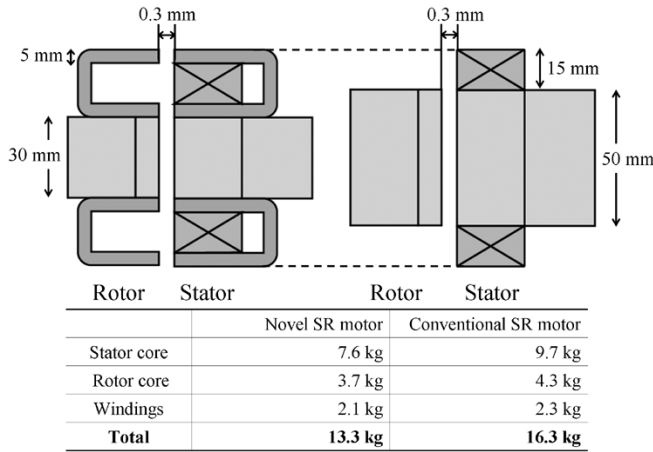 0.3 mm 0.3 mm
5 mm
15 mm
30 mm
50 mm
Rotor Stator Rotor Stator
Novel SR motor Conventional SR motor
Stator core 7.6 kg 9.7 kg
Rotor core 3.7 kg 4.3 kg
Windings 2.1 kg 2.3 kg
Total 13.3 kg 16.3 kg